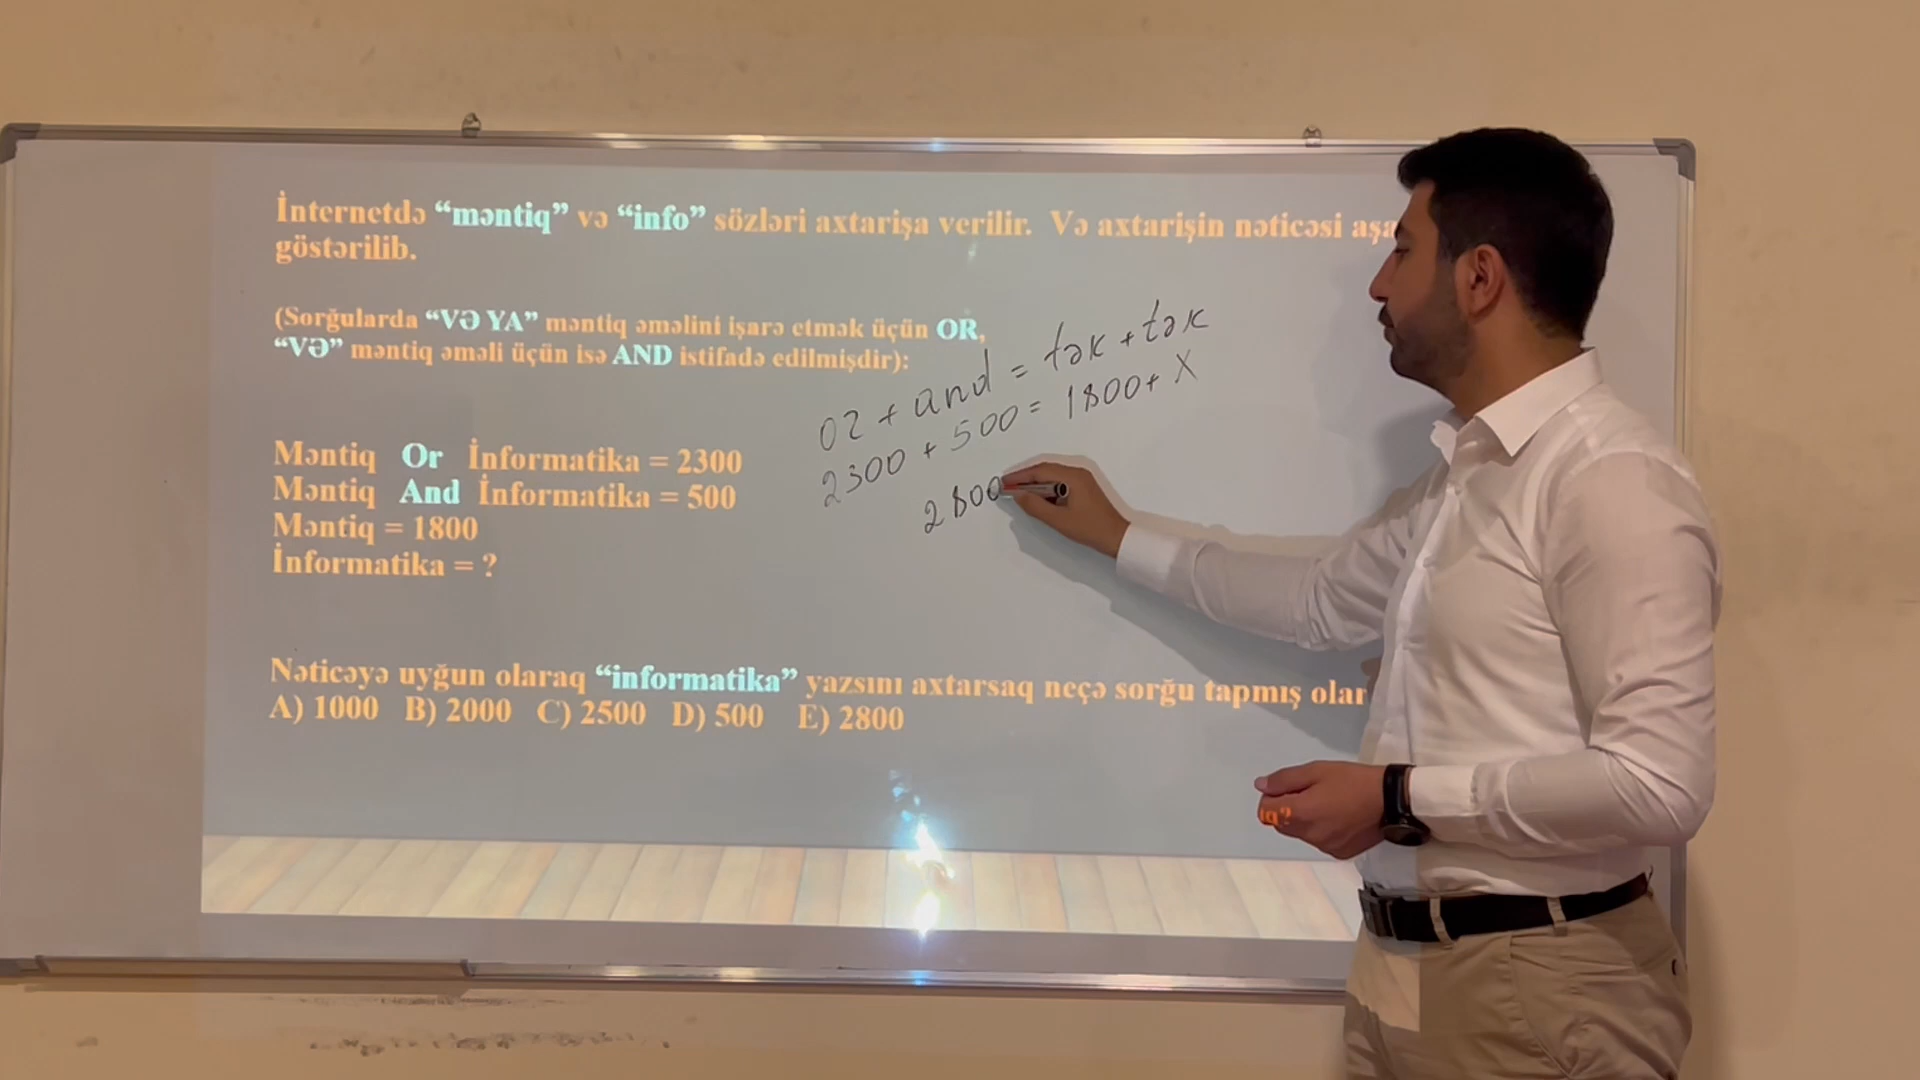 İnternetdə “məntiq” və “info” sözləri axtarişa verilir. Və axtarişin nəticəsi
göstərilib.
(Sorğularda “VƏ YA” məntiq əməlini işarə etmək üçün OR,
“VƏ” məntiq əməli üçün isə AND istifadə edilmişdir):
or + and = tək + tək
2300 + 500 = 1800 + X
2800
Məntiq Or İnformatika = 2300
Məntiq And İnformatika = 500
Məntiq = 1800
İnformatika = ?
Nəticəyə uyğun olaraq “informatika” yazsını axtarsaq neçə sorğu tapmış
A) 1000 B) 2000 C) 2500 D) 500 E) 2800